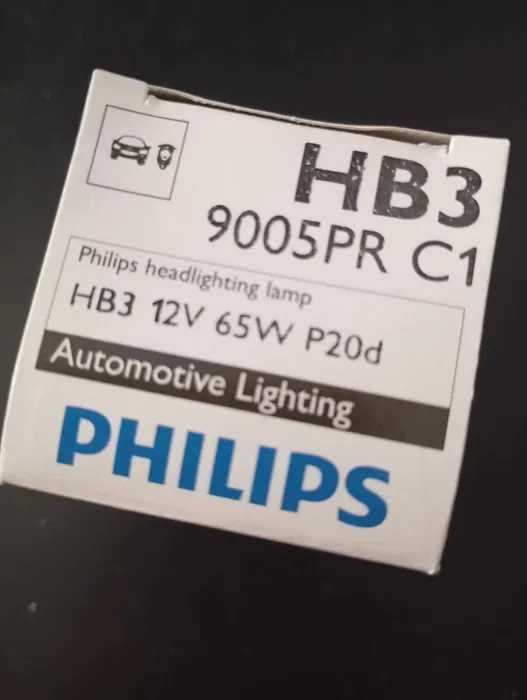 HB3
9005PR C1
Philips headlighting lamp
HB3 12V 65W P20d
Automotive Lighting
PHILIPS